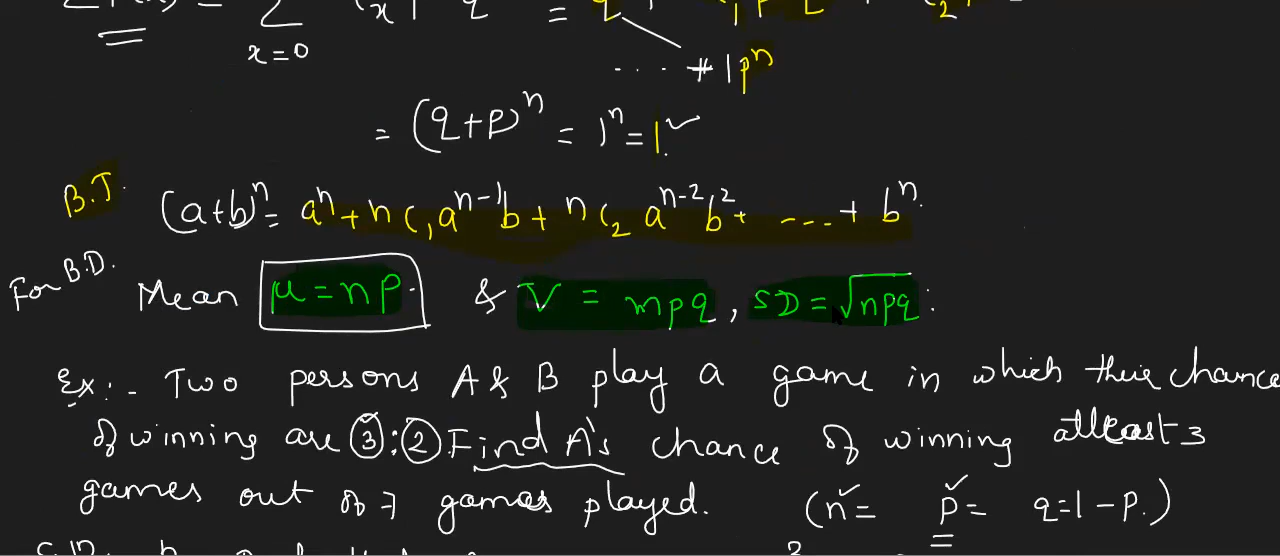 x=0
.... + 1pⁿ
= (q+p)ⁿ = 1ⁿ = 1.
B.T. (a+b)ⁿ = aⁿ + nC₁aⁿ⁻¹b + nC₂ aⁿ⁻²b² + ... + bⁿ.
For B.D. Mean μ = np. & V = npq, SD = √npq :
Ex:- Two persons A & B play a game in which their chance
of winning are 3:2. Find A's chance of winning atleast 3
games out of 7 games played. (n= p= q=1-p.)